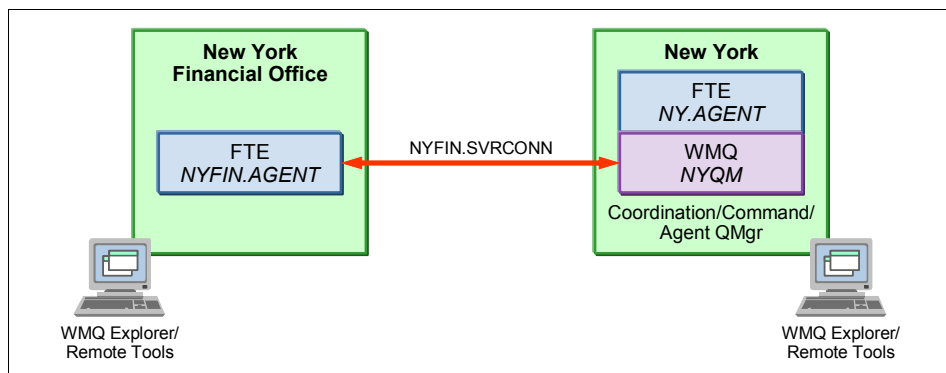 New York
Financial Office
FTE
NYFIN.AGENT
WMQ Explorer/
Remote Tools
NYFIN.SVRCONN
New York
FTE
NY.AGENT
WMQ
NYQM
Coordination/Command/
Agent QMgr
WMQ Explorer/
Remote Tools